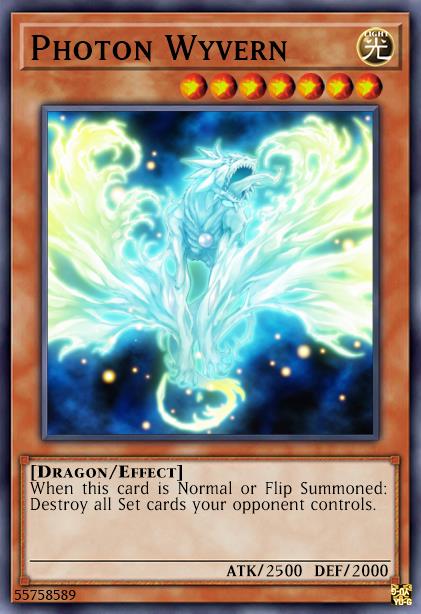 Photon Wyvern
LIGHT
光
[Dragon/Effect]
When this card is Normal or Flip Summoned:
Destroy all Set cards your opponent controls.
ATK/2500 DEF/2000
55758589